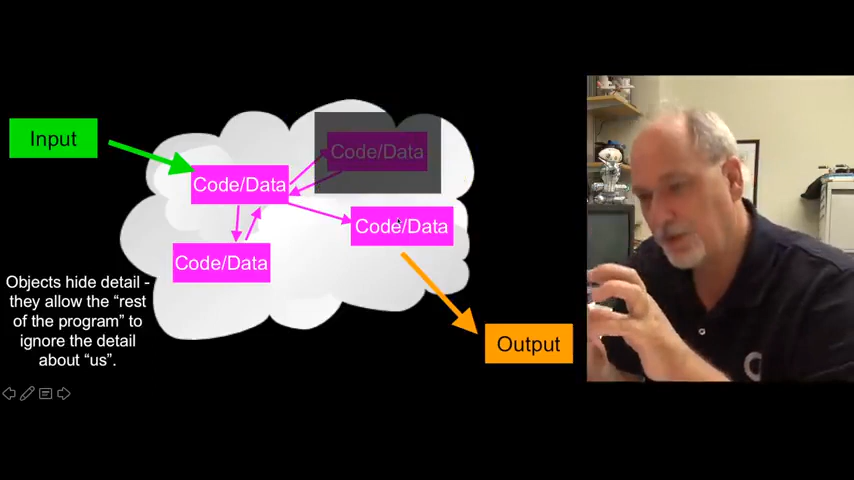 Input
Code/Data
Code/Data
Code/Data
Code/Data
Objects hide detail -
they allow the “rest
of the program” to
ignore the detail
about “us”.
Output